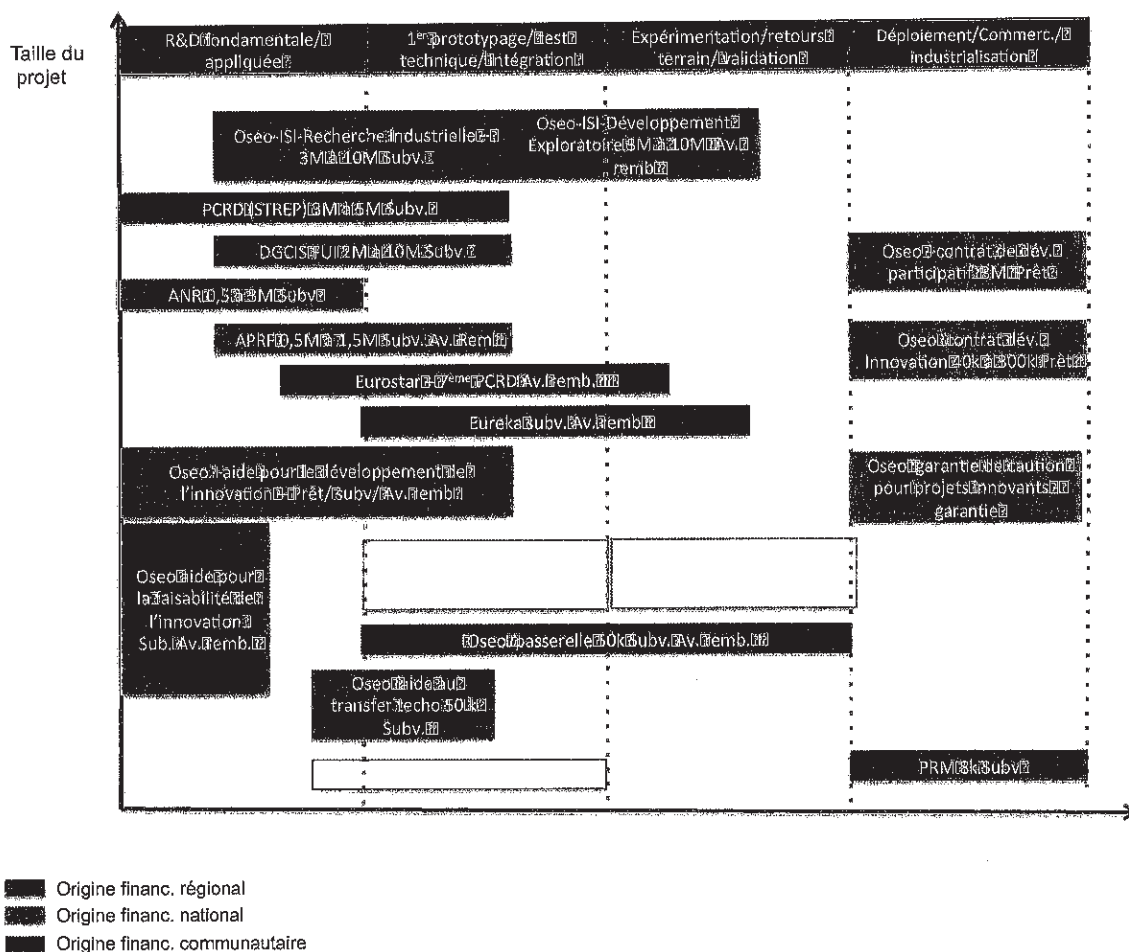 Taille du
projet
R&D fondamentale/
appliquée
1er prototypage/ test
technique/ intégration
Expérimentation/retours
terrain/ validation
Déploiement/Commerc./
industrialisation
Oseo-ISI-Recherche Industrielle -
3M à 10M Subv.
Oseo-ISI-Développement
Exploratoire M à 10M Av.
remb
PCRD (STREP) 3M à 5M Subv.
DGCIS FUI 2M à 10M Subv.
Oseo - contrat de dév.
participatif 3M Prêt
ANR 0,5 à 3M Subv
APRF 0,5M à 1,5M Subv. Av. Remb
Oseo contrat dév.
Innovation 40k à 300k Prêt
Eurostar - 7ème PCRD Av. remb.
Eureka Subv. Av. remb
Oseo - aide pour le développement de
l'innovation - Prêt/Subv/ Av. remb
Oseo garantie de caution
pour projets innovants
garantie
Oseo aide pour
la faisabilité de
l'innovation
Sub. Av. remb.
Oseo passerelle 50k Subv. Av. remb.
Oseo aide au
transfer techo 50k
Subv.
PRM 8k Subv
Origine financ. régional
Origine financ. national
Origine financ. communautaire